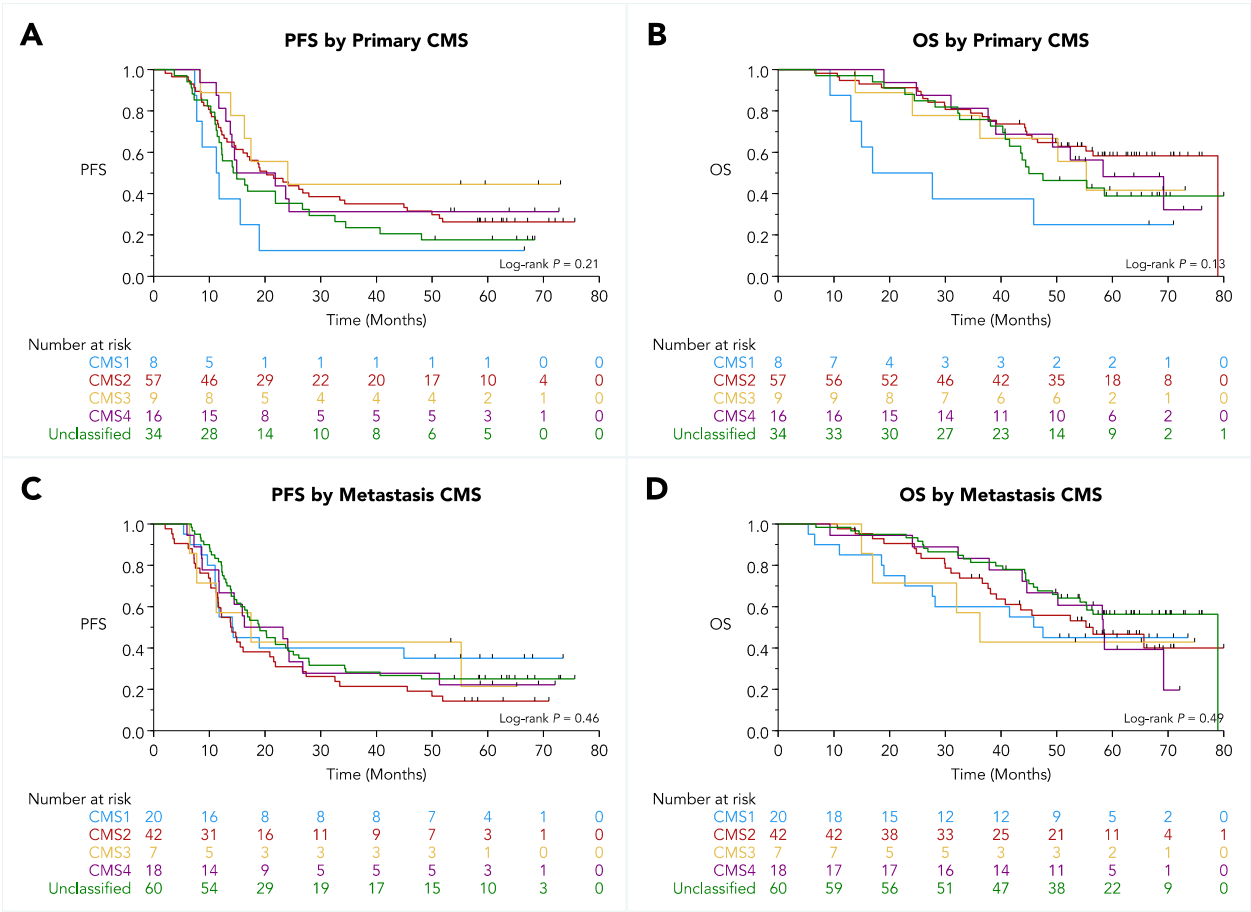 A
PFS by Primary CMS
1.0
0.8
0.6
PFS
0.4
0.2
0.0
Log-rank P = 0.21
0 10 20 30 40 50 60 70 80
Time (Months)
Number at risk
CMS1 8 5 1 1 1 1 1 0 0
CMS2 57 46 29 22 20 17 10 4 0
CMS3 9 8 5 4 4 4 2 1 0
CMS4 16 15 8 5 5 5 3 1 0
Unclassified 34 28 14 10 8 6 5 0 0
B
OS by Primary CMS
1.0
0.8
0.6
OS
0.4
0.2
0.0
Log-rank P = 0.13
0 10 20 30 40 50 60 70 80
Time (Months)
Number at risk
CMS1 8 7 4 3 3 2 2 1 0
CMS2 57 56 52 46 42 35 18 8 0
CMS3 9 9 8 7 6 6 2 1 0
CMS4 16 16 15 14 11 10 6 2 0
Unclassified 34 33 30 27 23 14 9 2 1
C
PFS by Metastasis CMS
1.0
0.8
0.6
PFS
0.4
0.2
0.0
Log-rank P = 0.46
0 10 20 30 40 50 60 70 80
Time (Months)
Number at risk
CMS1 20 16 8 8 8 7 4 1 0
CMS2 42 31 16 11 9 7 3 1 0
CMS3 7 5 3 3 3 3 1 0 0
CMS4 18 14 9 5 5 5 3 1 0
Unclassified 60 54 29 19 17 15 10 3 0
D
OS by Metastasis CMS
1.0
0.8
0.6
OS
0.4
0.2
0.0
Log-rank P = 0.49
0 10 20 30 40 50 60 70 80
Time (Months)
Number at risk
CMS1 20 18 15 12 12 9 5 2 0
CMS2 42 42 38 33 25 21 11 4 1
CMS3 7 7 5 5 3 3 2 1 0
CMS4 18 17 17 16 14 11 5 1 0
Unclassified 60 59 56 51 47 38 22 9 0